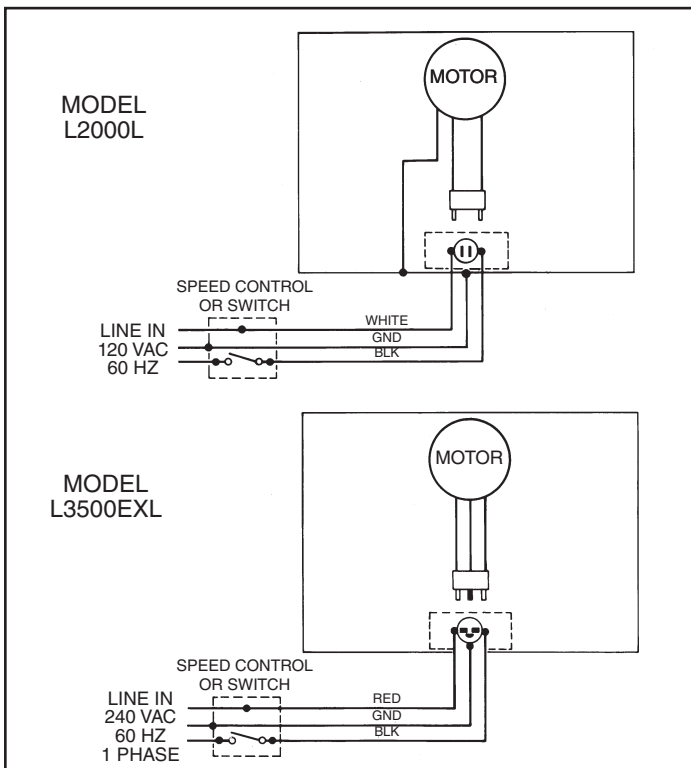 MODEL
L2000L
MOTOR
SPEED CONTROL
OR SWITCH
LINE IN
120 VAC
60 HZ
WHITE
GND
BLK
MODEL
L3500EXL
MOTOR
SPEED CONTROL
OR SWITCH
LINE IN
240 VAC
60 HZ
1 PHASE
RED
GND
BLK